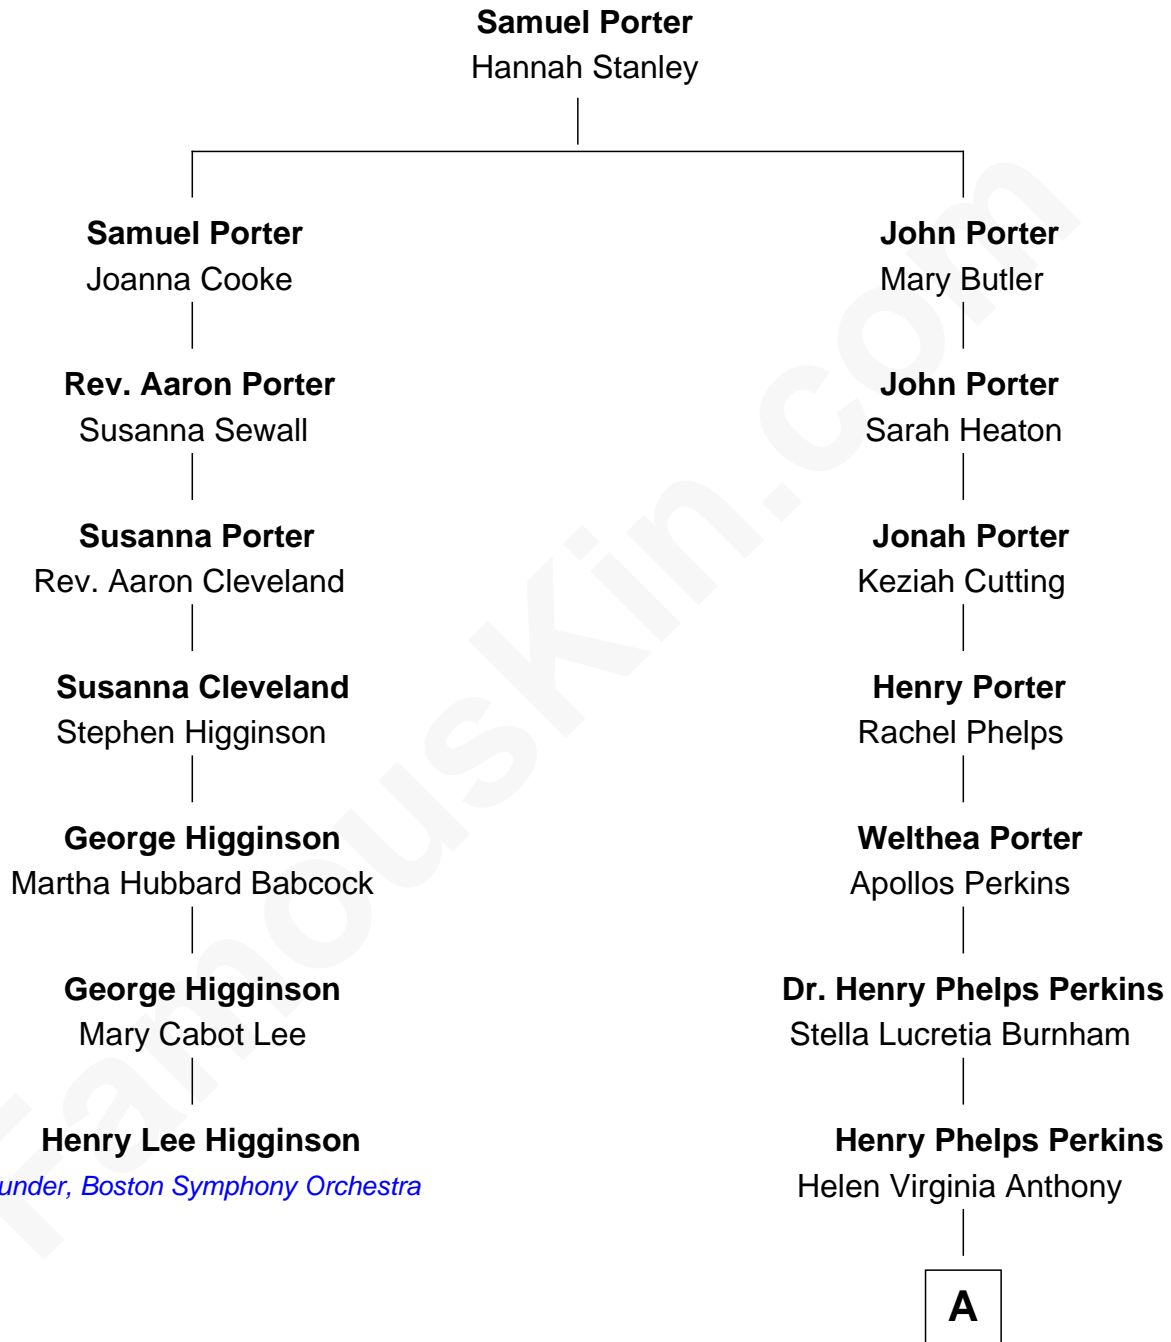 Samuel Porter
Hannah Stanley
Samuel Porter
Joanna Cooke
John Porter
Mary Butler
Rev. Aaron Porter
Susanna Sewall
John Porter
Sarah Heaton
Susanna Porter
Rev. Aaron Cleveland
Jonah Porter
Keziah Cutting
Susanna Cleveland
Stephen Higginson
Henry Porter
Rachel Phelps
George Higginson
Martha Hubbard Babcock
Welthea Porter
Apollos Perkins
George Higginson
Mary Cabot Lee
Dr. Henry Phelps Perkins
Stella Lucretia Burnham
Henry Lee Higginson
under, Boston Symphony Orchestra
Henry Phelps Perkins
Helen Virginia Anthony
A
FamousKin.com